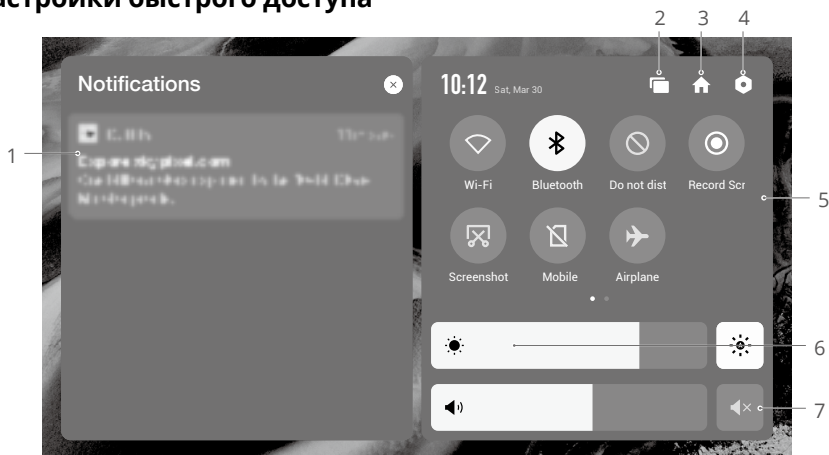 астройки быстрого доступа
2 3 4
Notifications
10:12 Sat, Mar 30
1
Wi-Fi Bluetooth Do not dist Record Scr
5
Screenshot Mobile Airplane
6
7